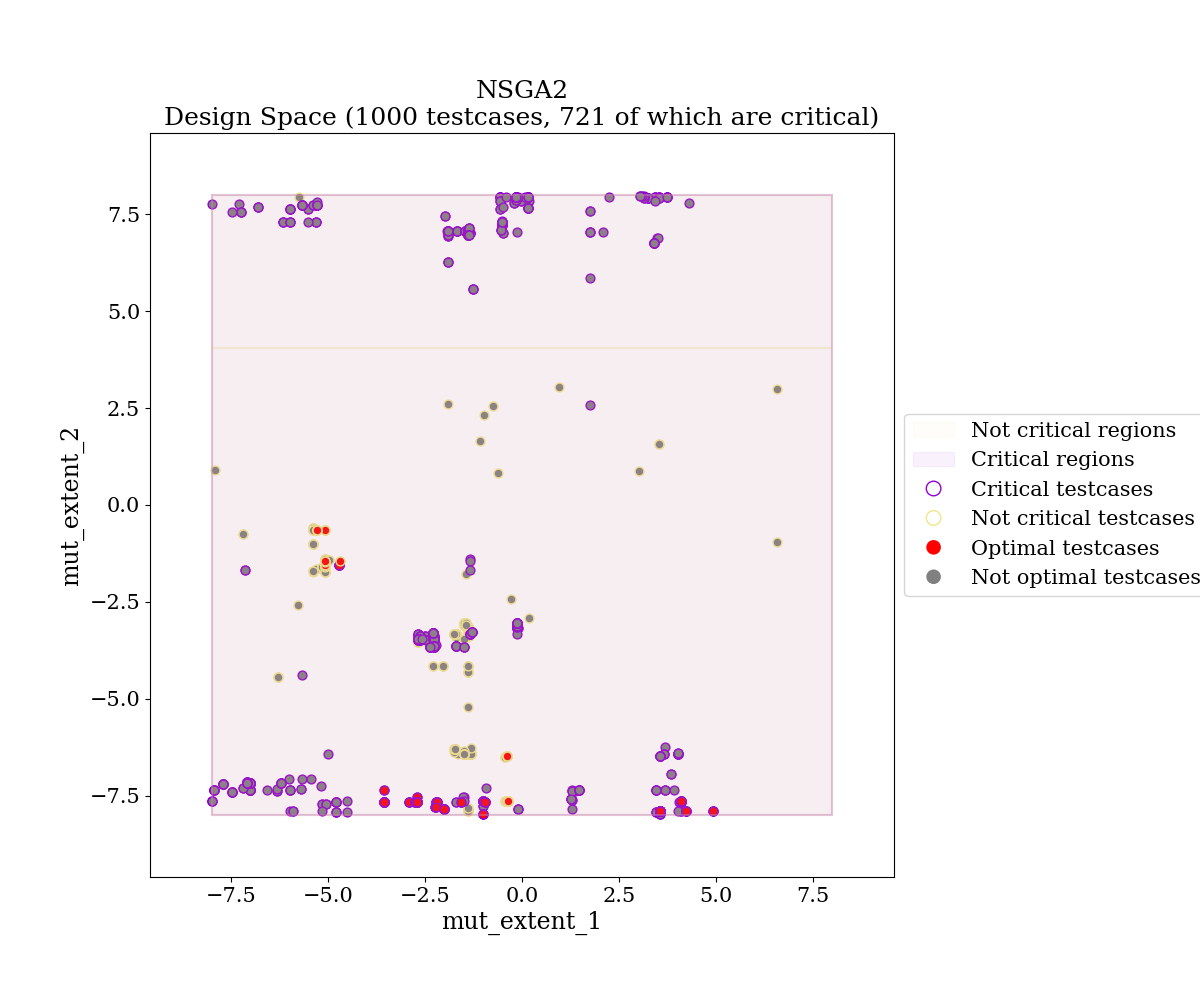 NSGA2
Design Space (1000 testcases, 721 of which are critical)
mut_extent_2
7.5
5.0
2.5
0.0
−2.5
−5.0
−7.5
−7.5
−5.0
−2.5
0.0
2.5
5.0
7.5
mut_extent_1
Not critical regions
Critical regions
Critical testcases
Not critical testcases
Optimal testcases
Not optimal testcases